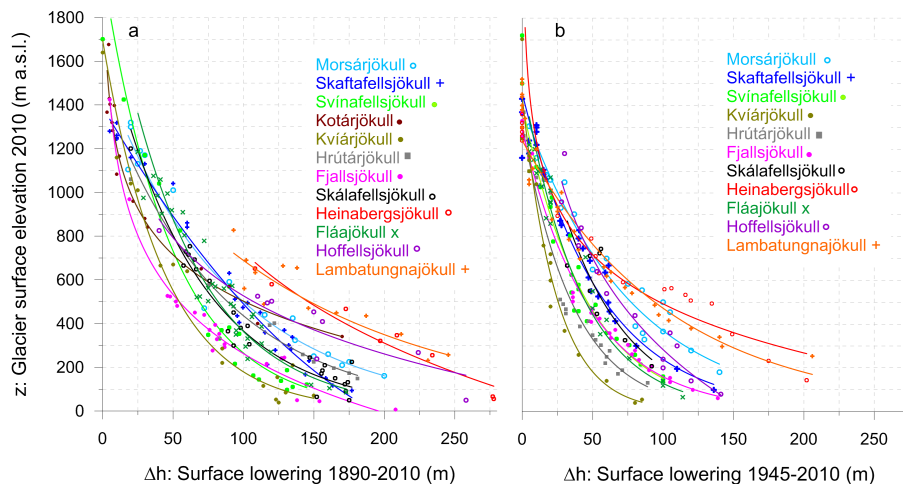 a
b
z: Glacier surface elevation 2010 (m a.s.l.)
1800
1600
1400
1200
1000
800
600
400
200
0
Morsárjökull
Skaftafellsjökull +
Svínafellsjökull
Kotárjökull
Kvíárjökull
Hrútárjökull
Fjallsjökull
Skálafellsjökull
Heinabergsjökull
Fláajökull x
Hoffellsjökull
Lambatungnajökull +
0 50 100 150 200 250
Δh: Surface lowering 1890-2010 (m)
Morsárjökull
Skaftafellsjökull +
Svínafellsjökull
Kvíárjökull
Hrútárjökull
Fjallsjökull
Skálafellsjökull
Heinabergsjökull
Fláajökull x
Hoffellsjökull
Lambatungnajökull +
0 50 100 150 200 250
Δh: Surface lowering 1945-2010 (m)